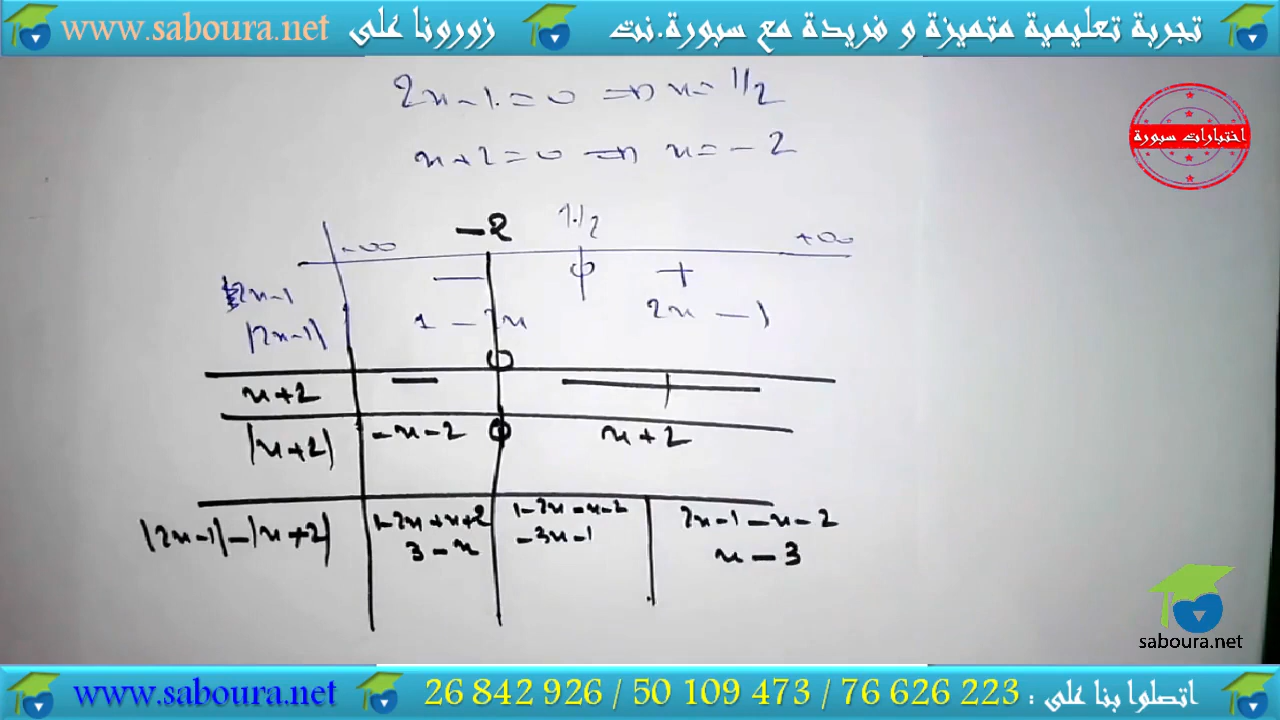 تجربة تعليمية متميزة و فريدة مع سبورة.نت زورونا على www.saboura.net
2x-1=0 => x=1/2
x+2=0 => x=-2
اختبارات سبورة
-∞ -2 1/2 +∞
2x-1 — +
|2x-1| 1-2x 2x-1
x+2 —
|x+2| -x-2 x+2
|2x-1|-|x+2| 1-2x+x+2 1-2x-x-2 2x-1-x-2
3-x -3x-1 x-3
saboura.net
اتصلوا بنا على : 223 626 76 / 473 109 50 / 926 842 26 www.saboura.net